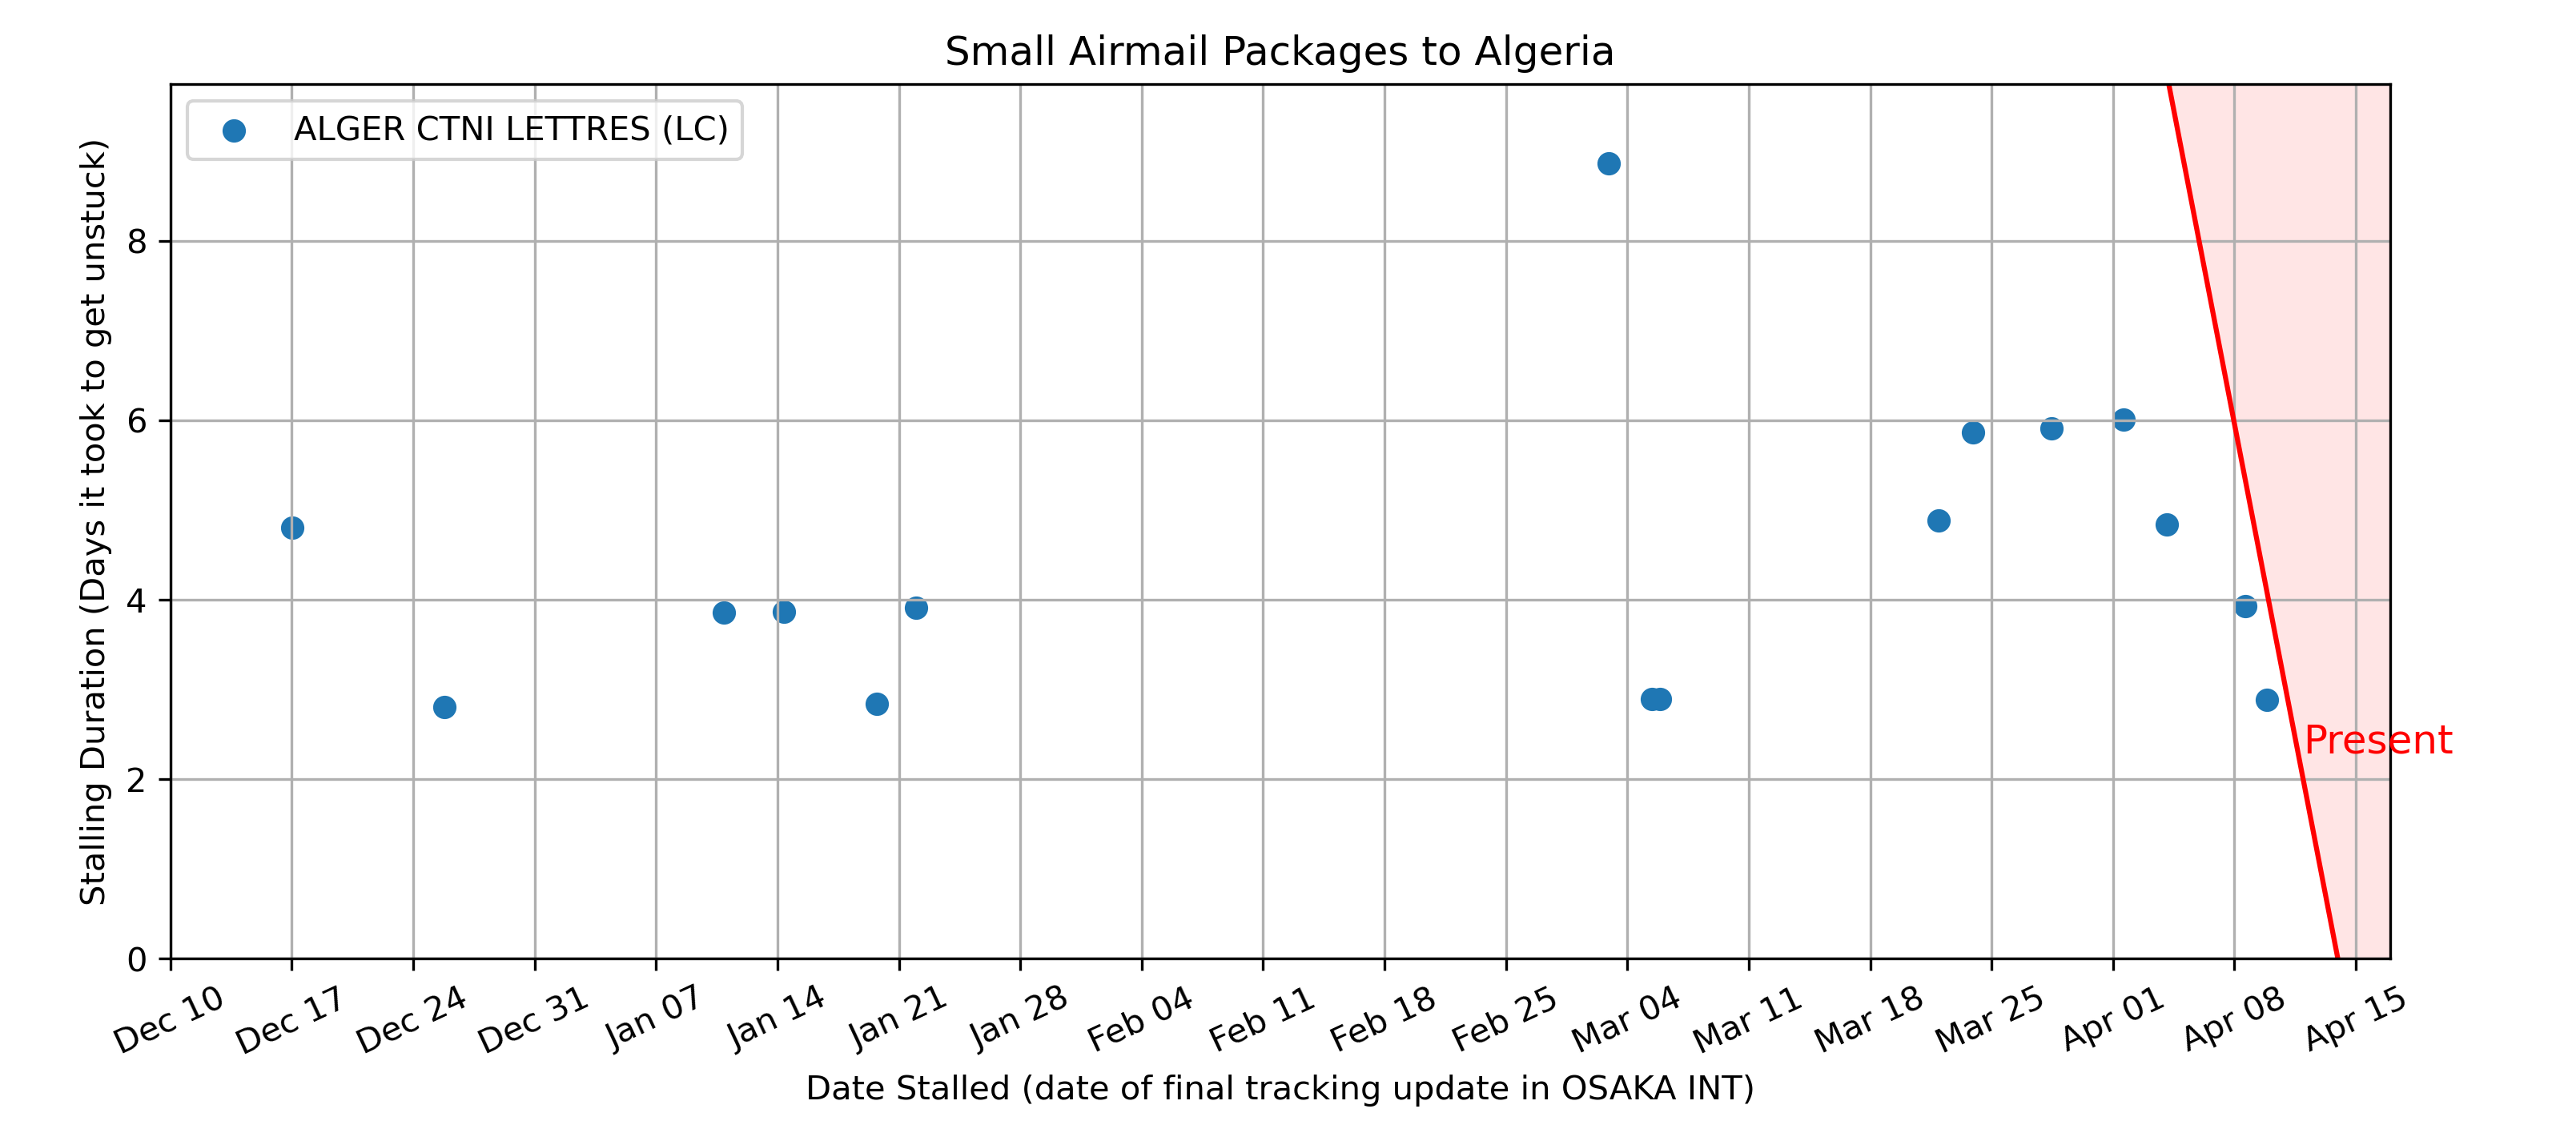 Small Airmail Packages to Algeria
ALGER CTNI LETTRES (LC)
Stalling Duration (Days it took to get unstuck)
8
6
4
2
0
Present
Dec 10
Dec 17
Dec 24
Dec 31
Jan 07
Jan 14
Jan 21
Jan 28
Feb 04
Feb 11
Feb 18
Feb 25
Mar 04
Mar 11
Mar 18
Mar 25
Apr 01
Apr 08
Apr 15
Date Stalled (date of final tracking update in OSAKA INT)